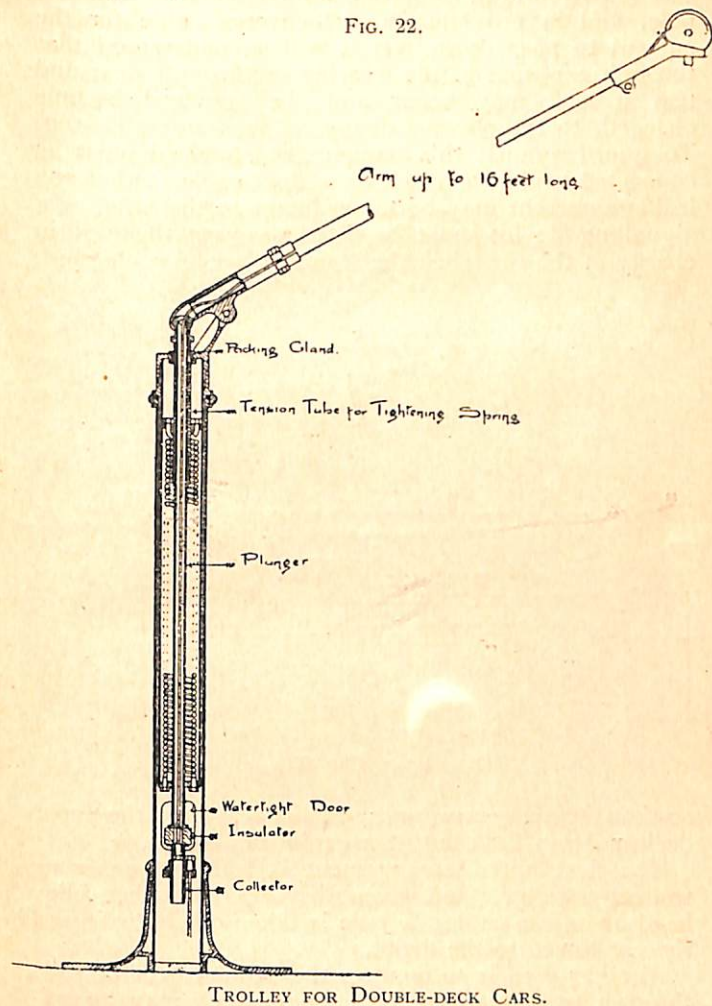 FIG. 22.
Arm up to 16 feet long
Packing Gland.
Tension Tube for Tightening Spring
Plunger
Watertight Door
Insulator
Collector
TROLLEY FOR DOUBLE-DECK CARS.